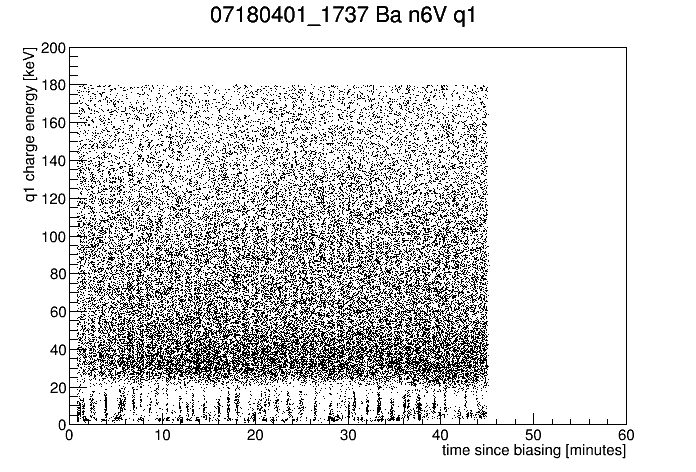 07180401_1737 Ba n6V q1
q1 charge energy [keV]
200
180
160
140
120
100
80
60
40
20
0
0 10 20 30 40 50 60
time since biasing [minutes]